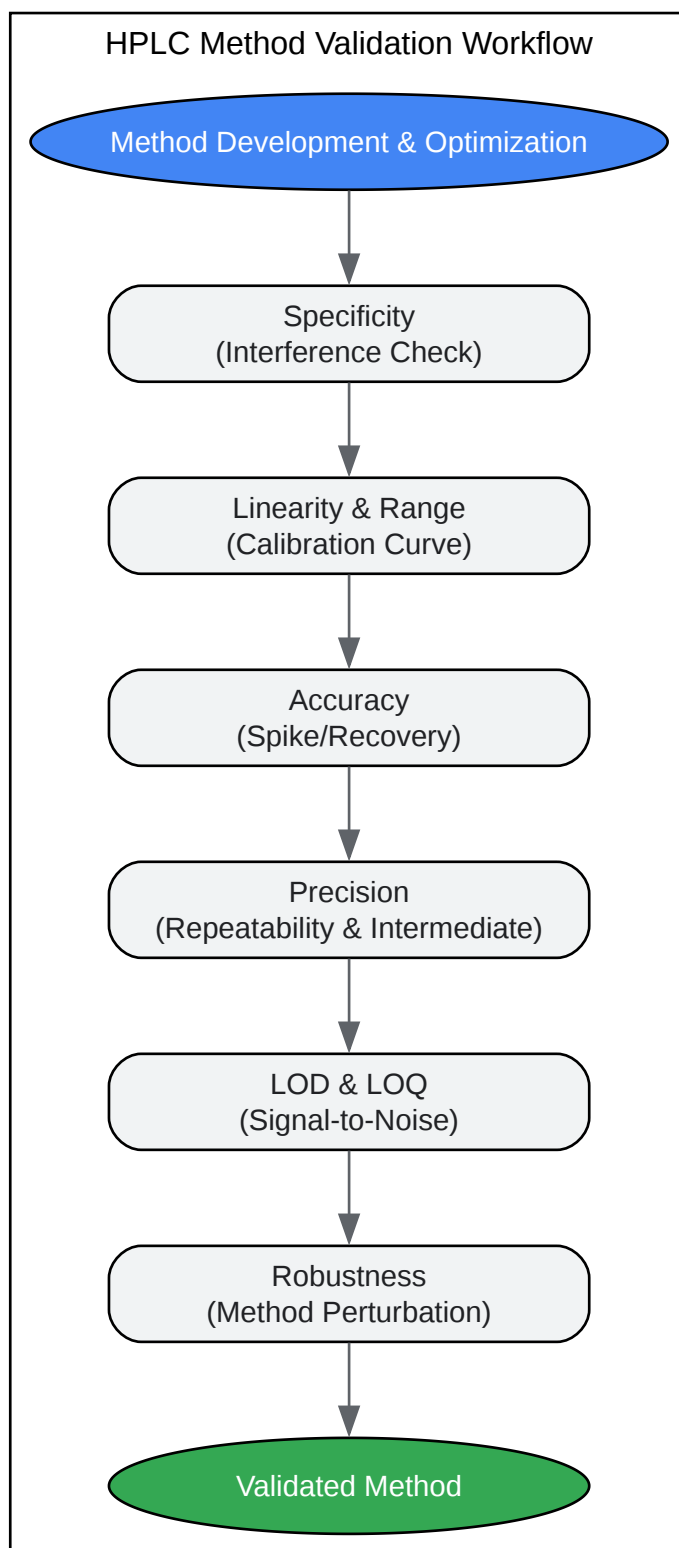 HPLC Method Validation Workflow
Method Development & Optimization
Specificity
(Interference Check)
Linearity & Range
(Calibration Curve)
Accuracy
(Spike/Recovery)
Precision
(Repeatability & Intermediate)
LOD & LOQ
(Signal-to-Noise)
Robustness
(Method Perturbation)
Validated Method